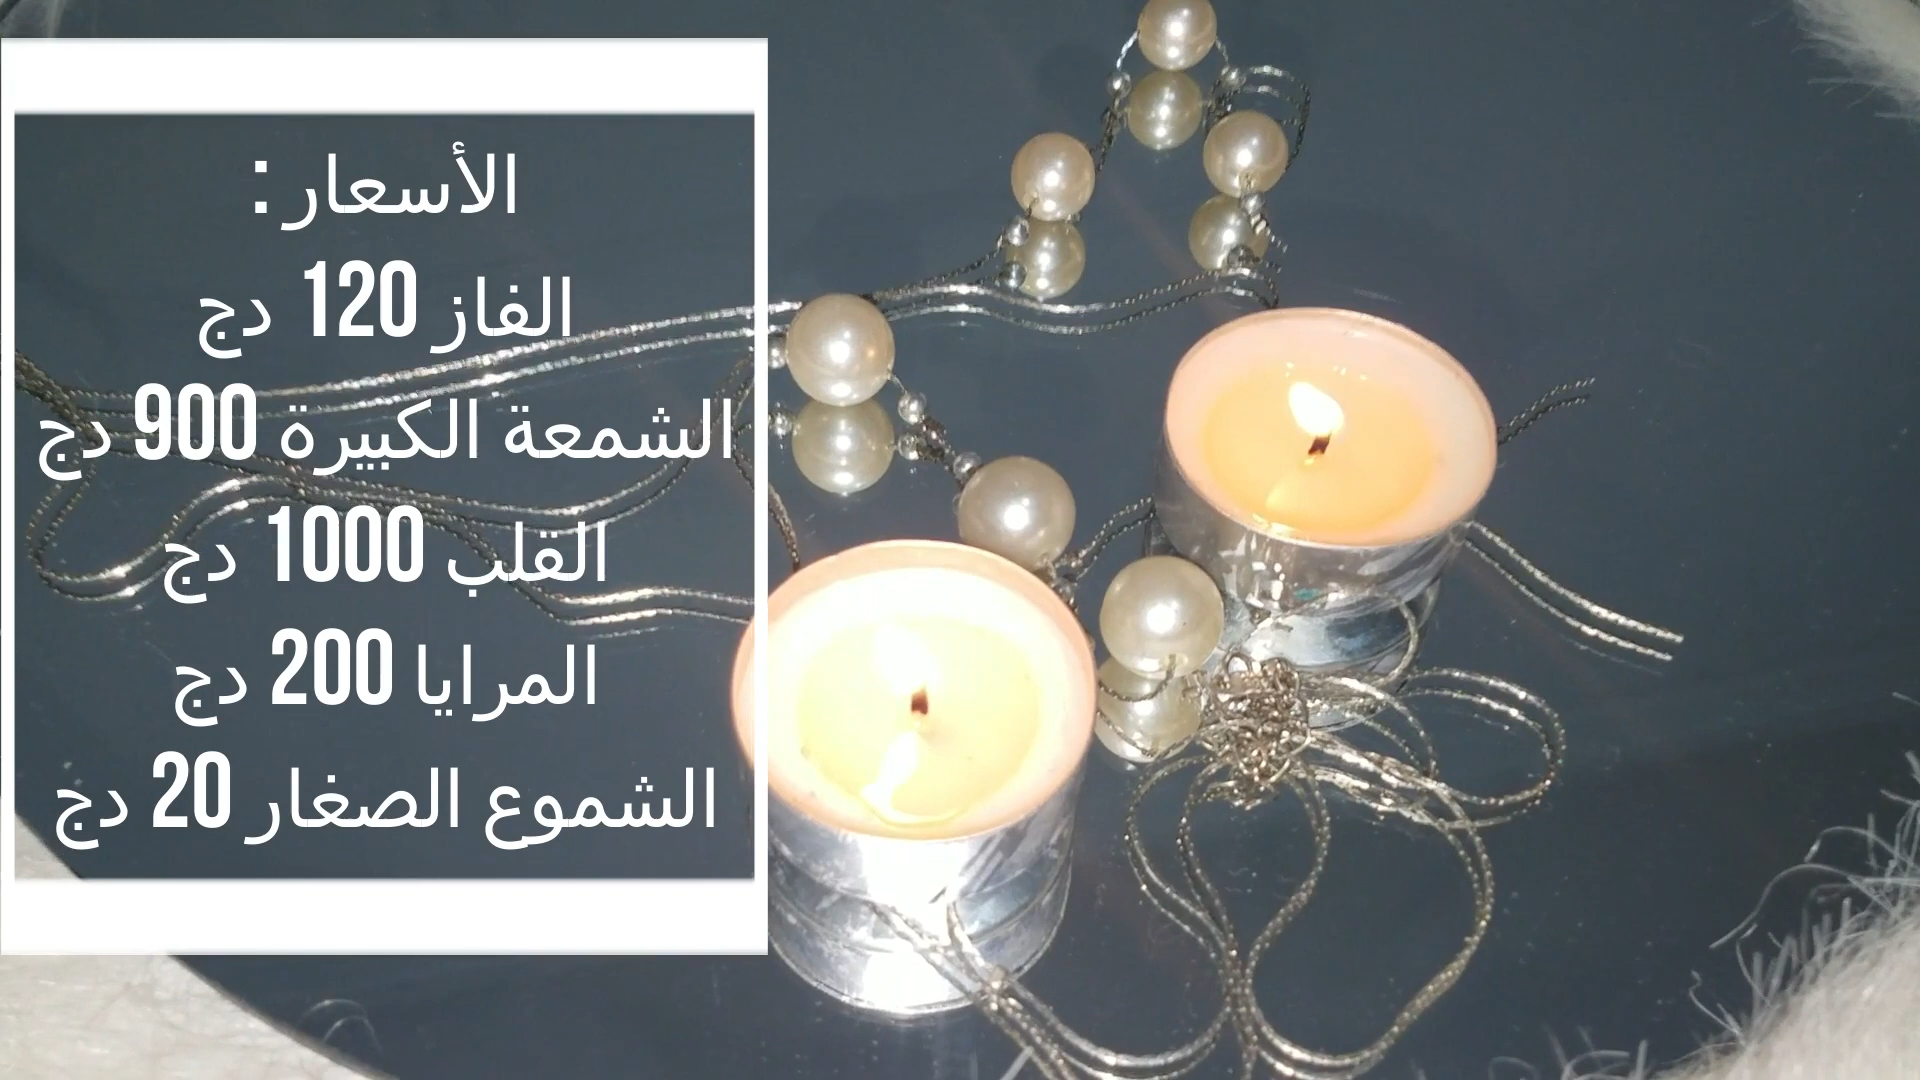 الأسعار :
الفاز 120 دج
الشمعة الكبيرة 900 دج
القلب 1000 دج
المرايا 200 دج
الشموع الصغار 20 دج